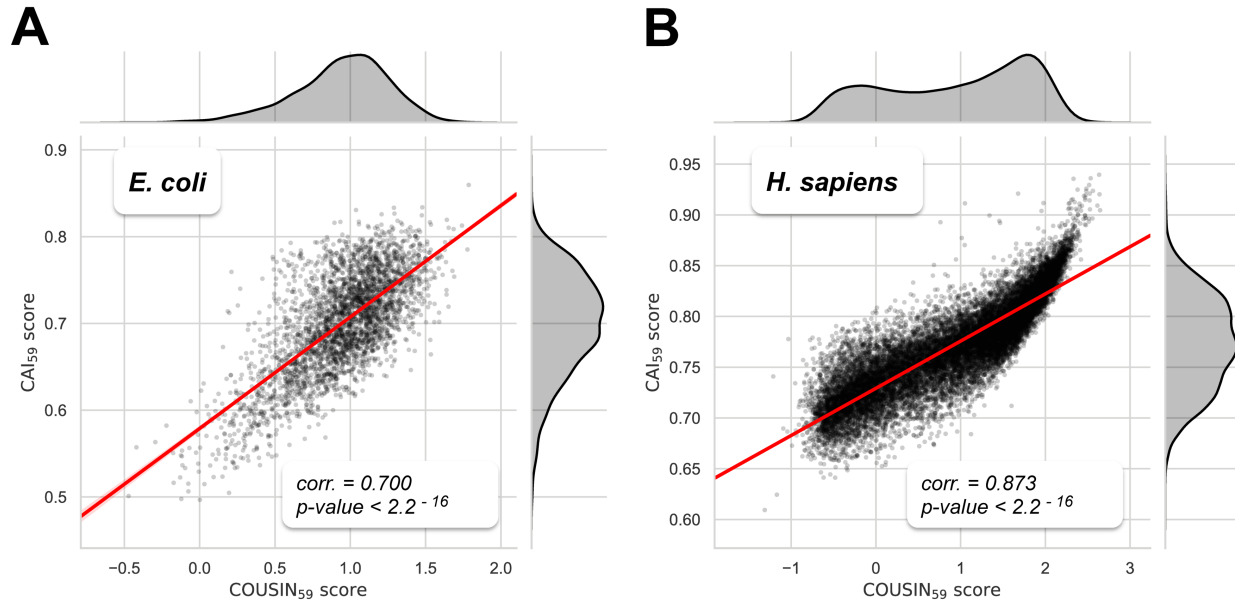 A
E. coli
0.9
0.8
0.7
0.6
0.5
CAI₅₉ score
corr. = 0.700
p-value < 2.2 ⁻ ¹⁶
−0.5
0.0
0.5
1.0
1.5
2.0
COUSIN₅₉ score
B
H. sapiens
0.95
0.90
0.85
0.80
0.75
0.70
0.65
0.60
CAI₅₉ score
corr. = 0.873
p-value < 2.2 ⁻ ¹⁶
−1
0
1
2
3
COUSIN₅₉ score